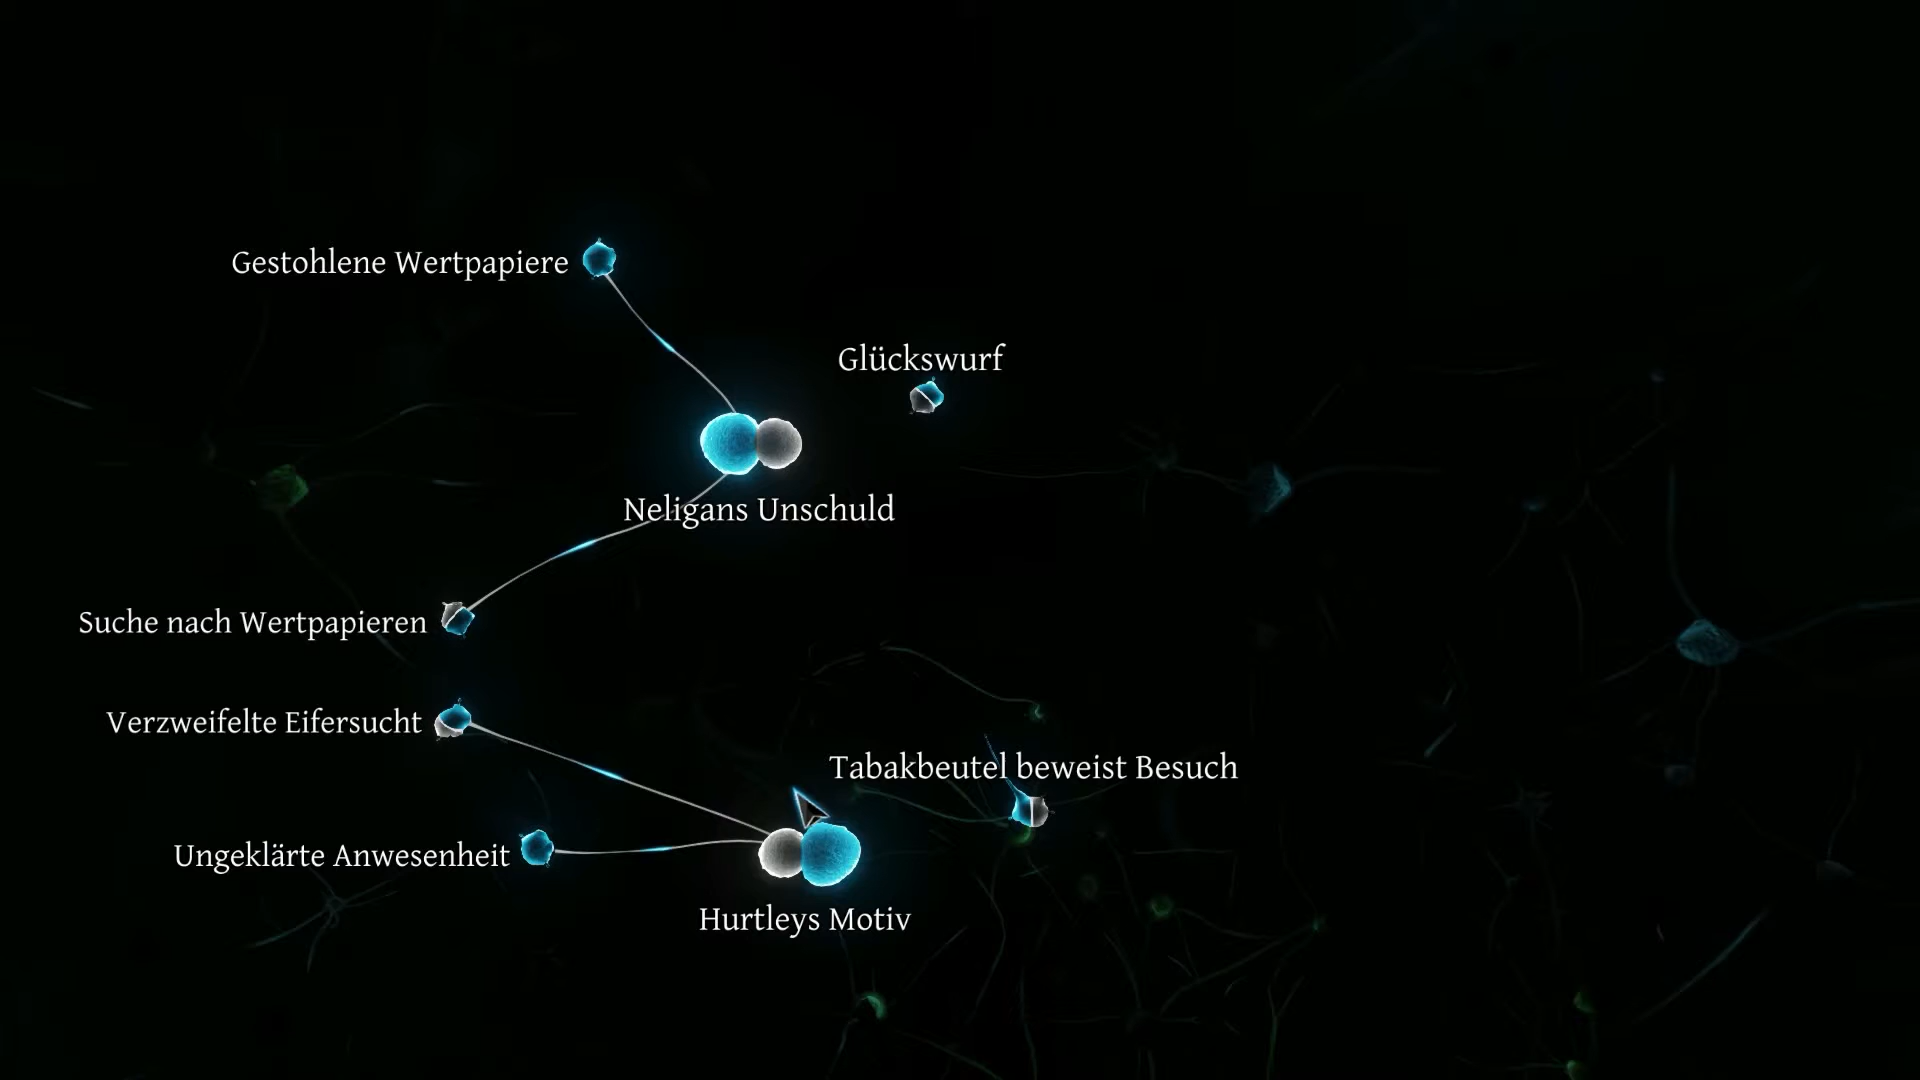 Gestohlene Wertpapiere
Glückswurf
Neligans Unschuld
Suche nach Wertpapieren
Verzweifelte Eifersucht
Tabakbeutel beweist Besuch
Ungeklärte Anwesenheit
Hurtleys Motiv